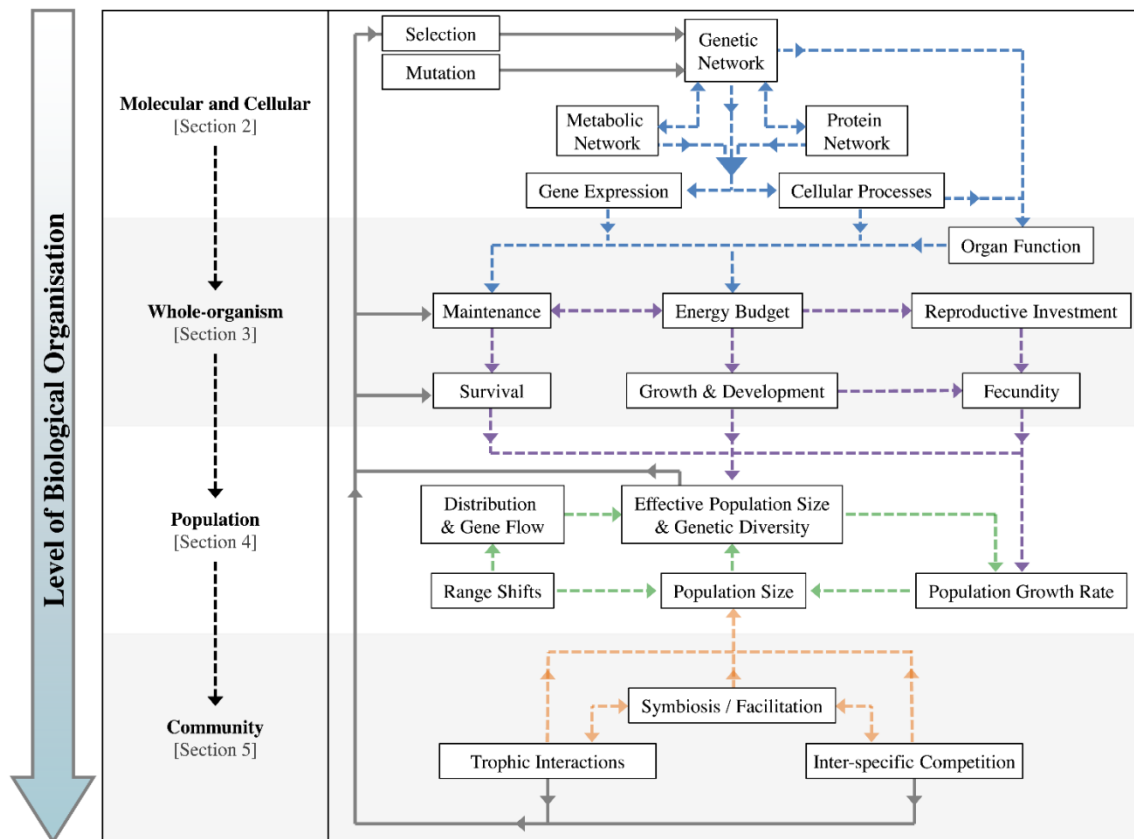 Level of Biological Organisation
Molecular and Cellular
[Section 2]
Whole-organism
[Section 3]
Population
[Section 4]
Community
[Section 5]
Selection
Mutation
Genetic
Network
Metabolic
Network
Protein
Network
Gene Expression
Cellular Processes
Organ Function
Maintenance
Energy Budget
Reproductive Investment
Survival
Growth & Development
Fecundity
Distribution
& Gene Flow
Effective Population Size
& Genetic Diversity
Range Shifts
Population Size
Population Growth Rate
Symbiosis / Facilitation
Trophic Interactions
Inter-specific Competition